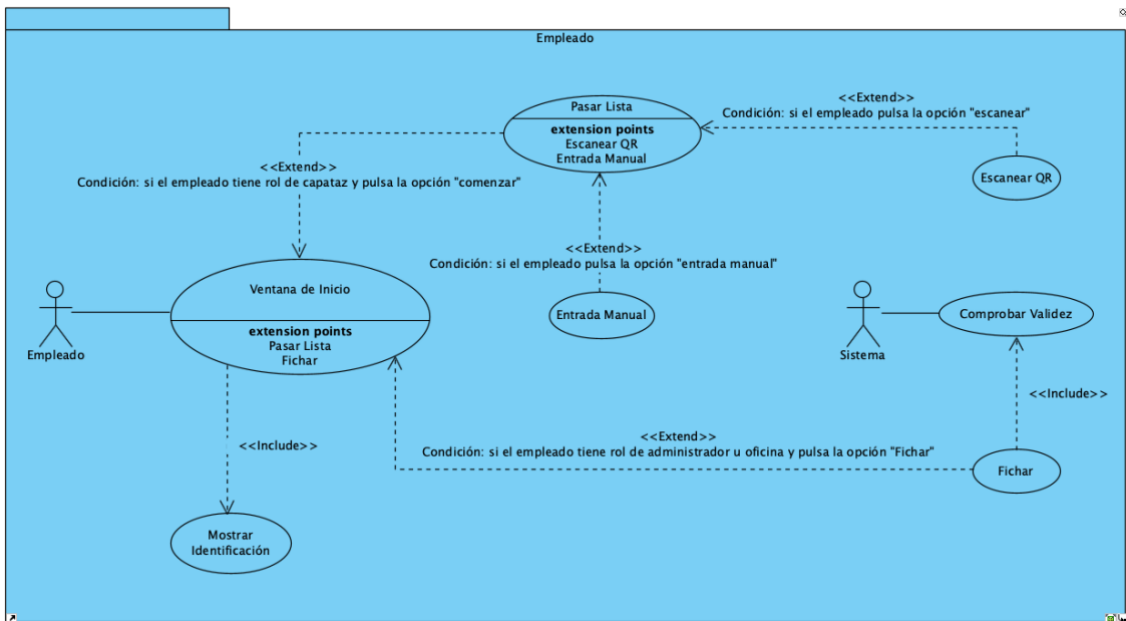 Empleado
<<Extend>>
Condición: si el empleado pulsa la opción "escanear"
Pasar Lista
extension points
Escanear QR
Entrada Manual
<<Extend>>
Condición: si el empleado tiene rol de capataz y pulsa la opción "comenzar"
Escanear QR
<<Extend>>
Condición: si el empleado pulsa la opción "entrada manual"
Ventana de Inicio
extension points
Pasar Lista
Fichar
Entrada Manual
Comprobar Validez
Empleado
Sistema
<<Include>>
<<Extend>>
Condición: si el empleado tiene rol de administrador u oficina y pulsa la opción "Fichar"
<<Include>>
Fichar
Mostrar
Identificación